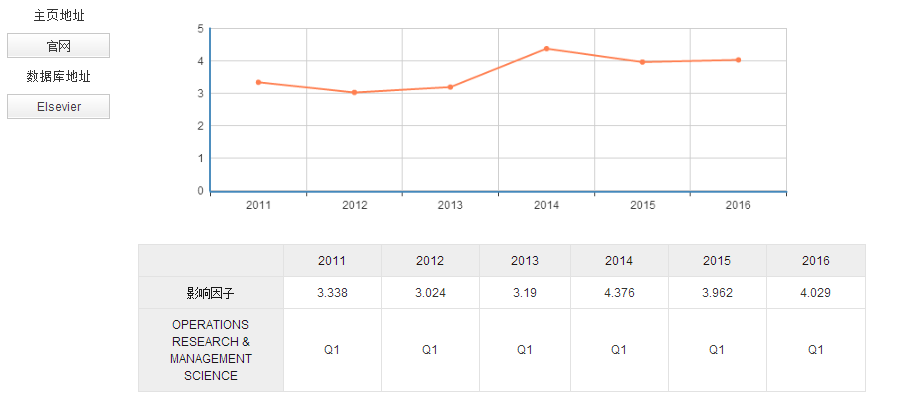 主页地址
官网
数据库地址
Elsevier
5
4
3
2
1
0
2011 2012 2013 2014 2015 2016
2011 2012 2013 2014 2015 2016
影响因子 3.338 3.024 3.19 4.376 3.962 4.029
OPERATIONS
RESEARCH &
MANAGEMENT
SCIENCE
Q1 Q1 Q1 Q1 Q1 Q1